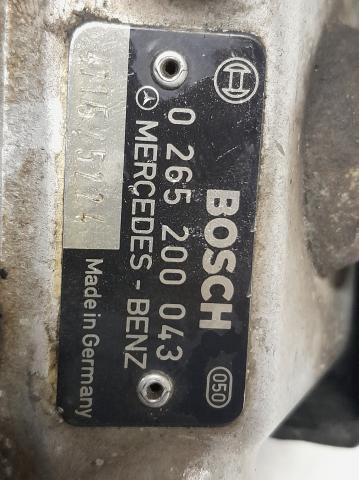 BOSCH
0 265 200 043
MERCEDES-BENZ
Made in Germany
050